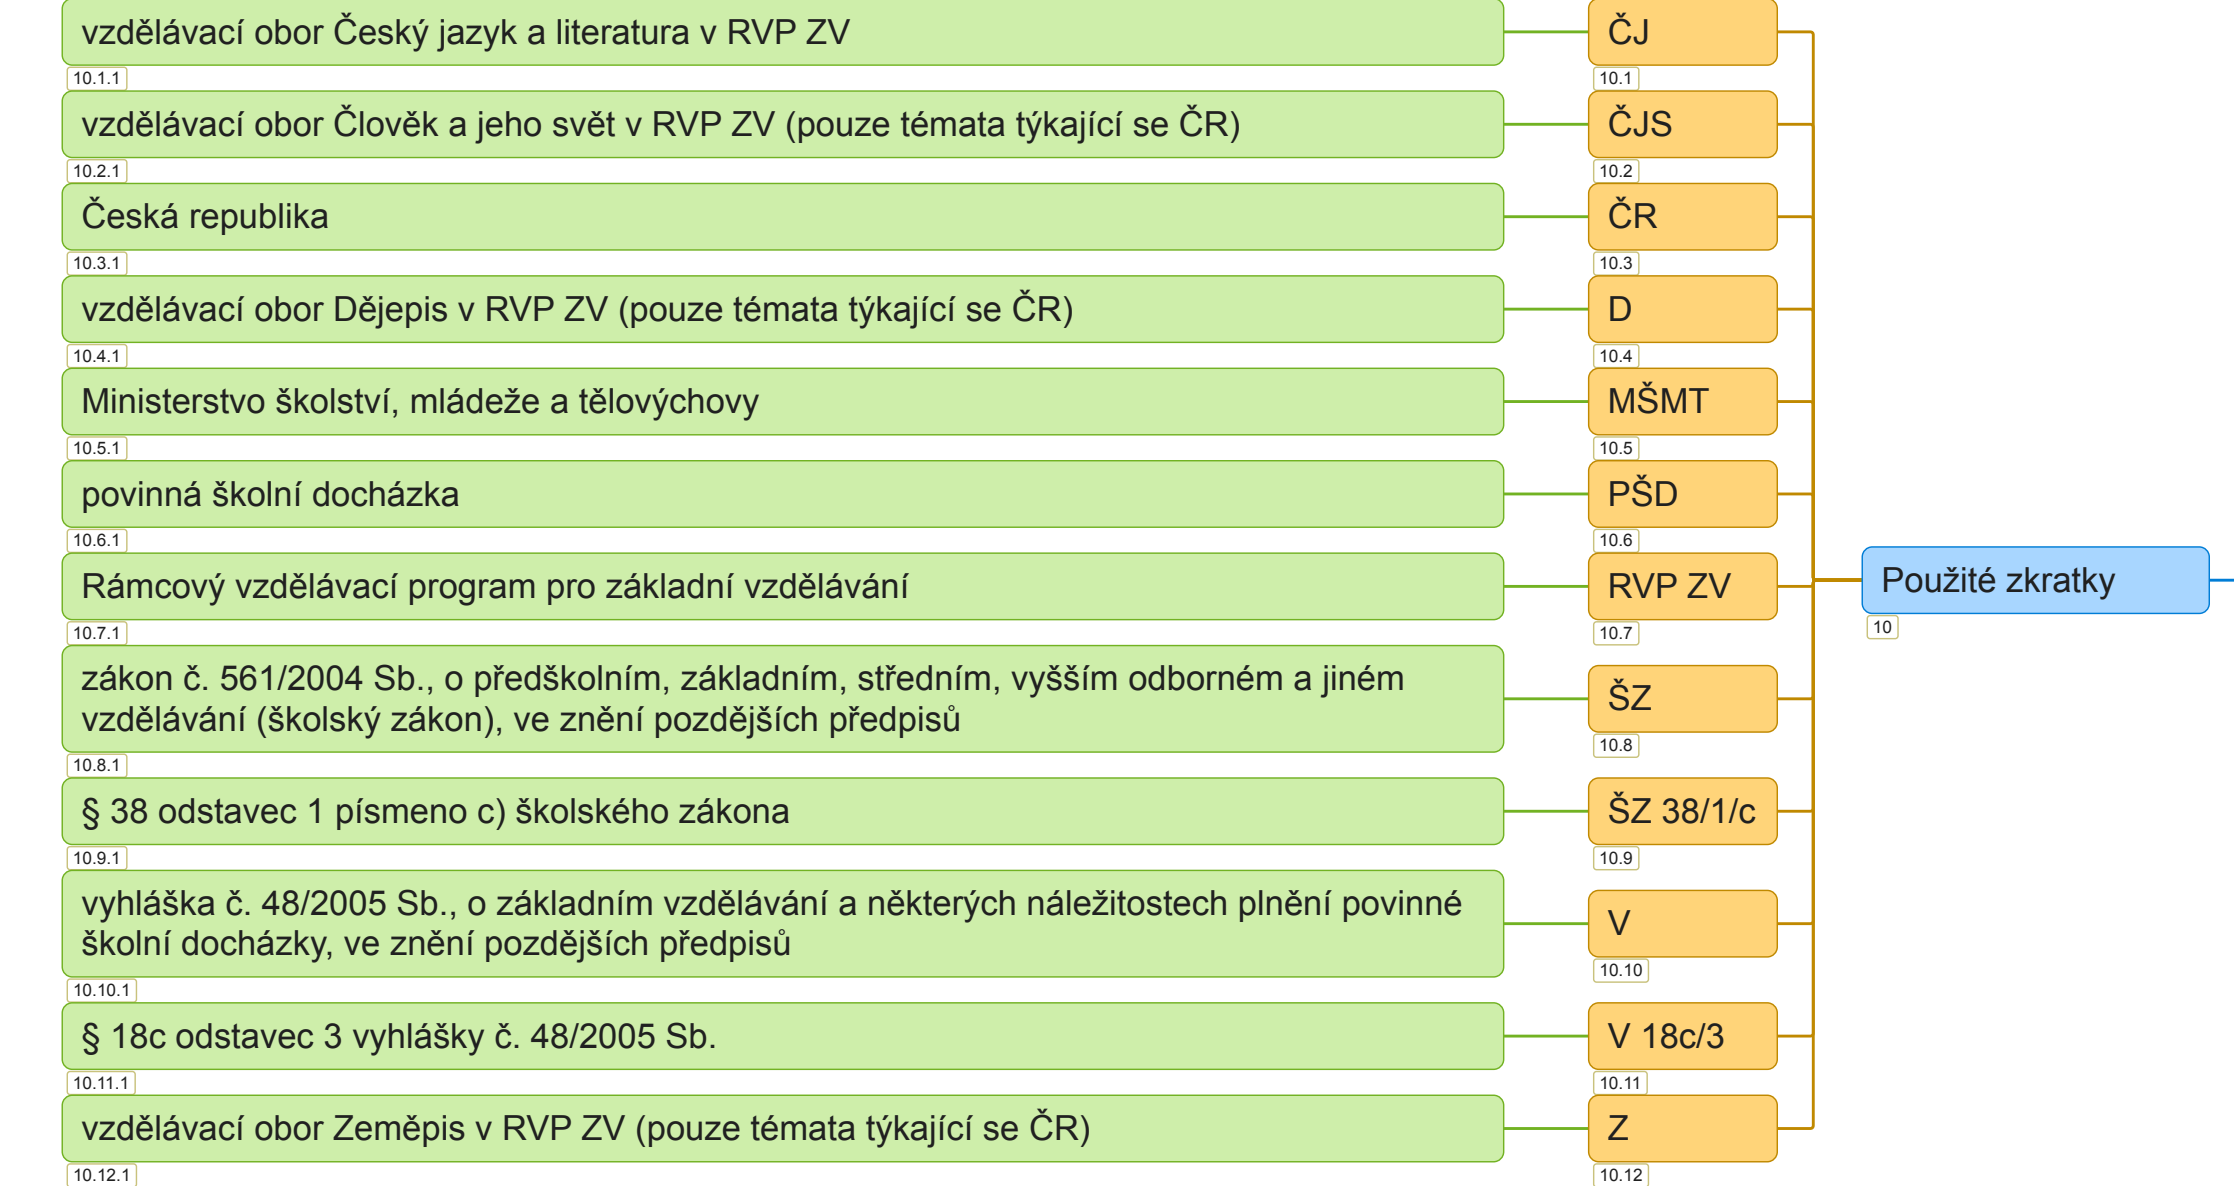 vzdělávací obor Český jazyk a literatura v RVP ZV
10.1.1
ČJ
10.1
vzdělávací obor Člověk a jeho svět v RVP ZV (pouze témata týkající se ČR)
10.2.1
ČJS
10.2
Česká republika
10.3.1
ČR
10.3
vzdělávací obor Dějepis v RVP ZV (pouze témata týkající se ČR)
10.4.1
D
10.4
Ministerstvo školství, mládeže a tělovýchovy
10.5.1
MŠMT
10.5
povinná školní docházka
10.6.1
PŠD
10.6
Rámcový vzdělávací program pro základní vzdělávání
10.7.1
RVP ZV
10.7
Použité zkratky
10
zákon č. 561/2004 Sb., o předškolním, základním, středním, vyšším odborném a jiném
vzdělávání (školský zákon), ve znění pozdějších předpisů
10.8.1
ŠZ
10.8
§ 38 odstavec 1 písmeno c) školského zákona
10.9.1
ŠZ 38/1/c
10.9
vyhláška č. 48/2005 Sb., o základním vzdělávání a některých náležitostech plnění povinné
školní docházky, ve znění pozdějších předpisů
10.10.1
V
10.10
§ 18c odstavec 3 vyhlášky č. 48/2005 Sb.
10.11.1
V 18c/3
10.11
vzdělávací obor Zeměpis v RVP ZV (pouze témata týkající se ČR)
10.12.1
Z
10.12